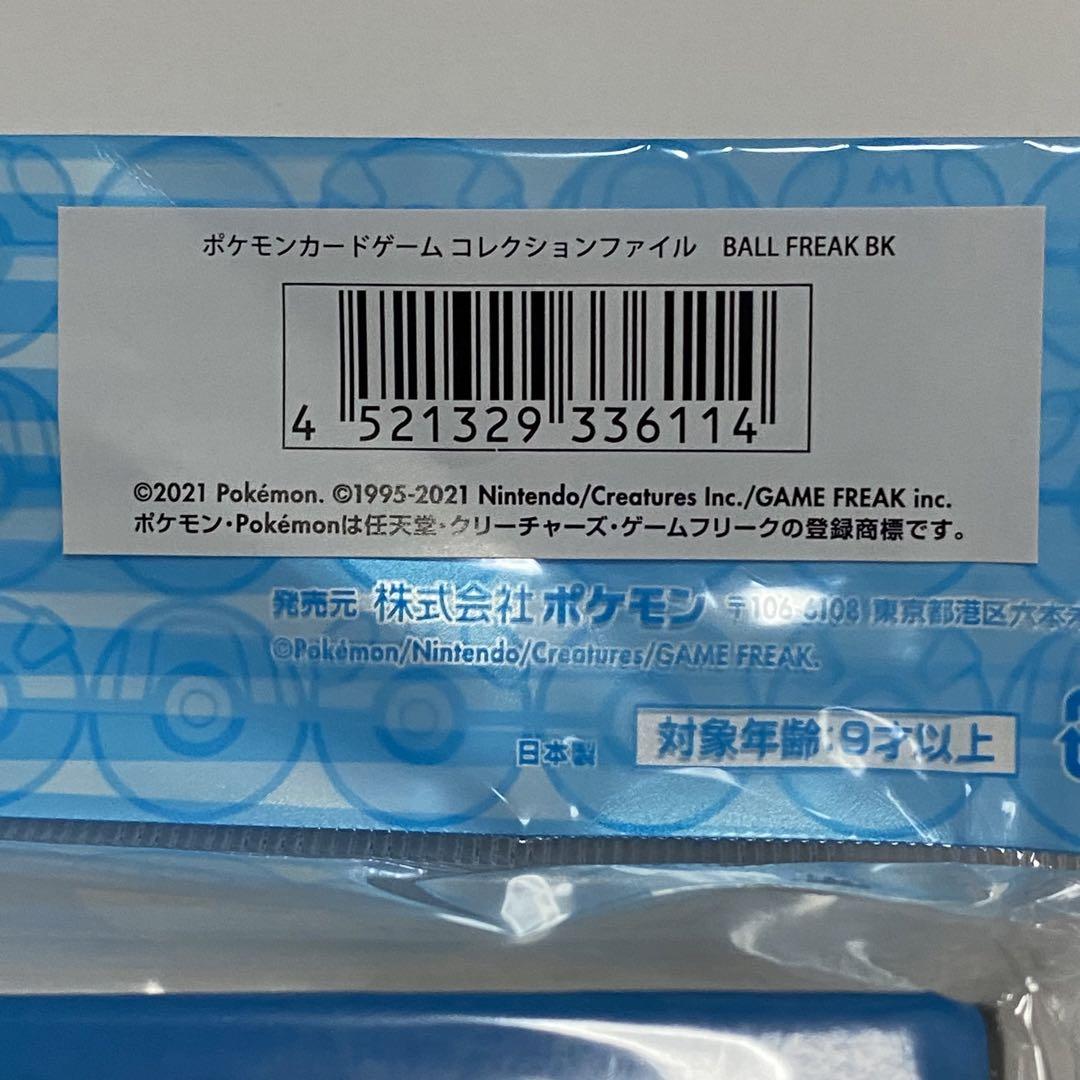 ポケモンカードゲーム コレクションファイル BALL FREAK BK
4 521329 336114
©2021 Pokémon. ©1995-2021 Nintendo/Creatures Inc./GAME FREAK inc.
ポケモン・Pokémonは任天堂・クリーチャーズ・ゲームフリークの登録商標です。
発売元 株式会社ポケモン 〒106-6108 東京都港区六本木
©Pokémon/Nintendo/Creatures/GAME FREAK.
日本製 対象年齢:9才以上